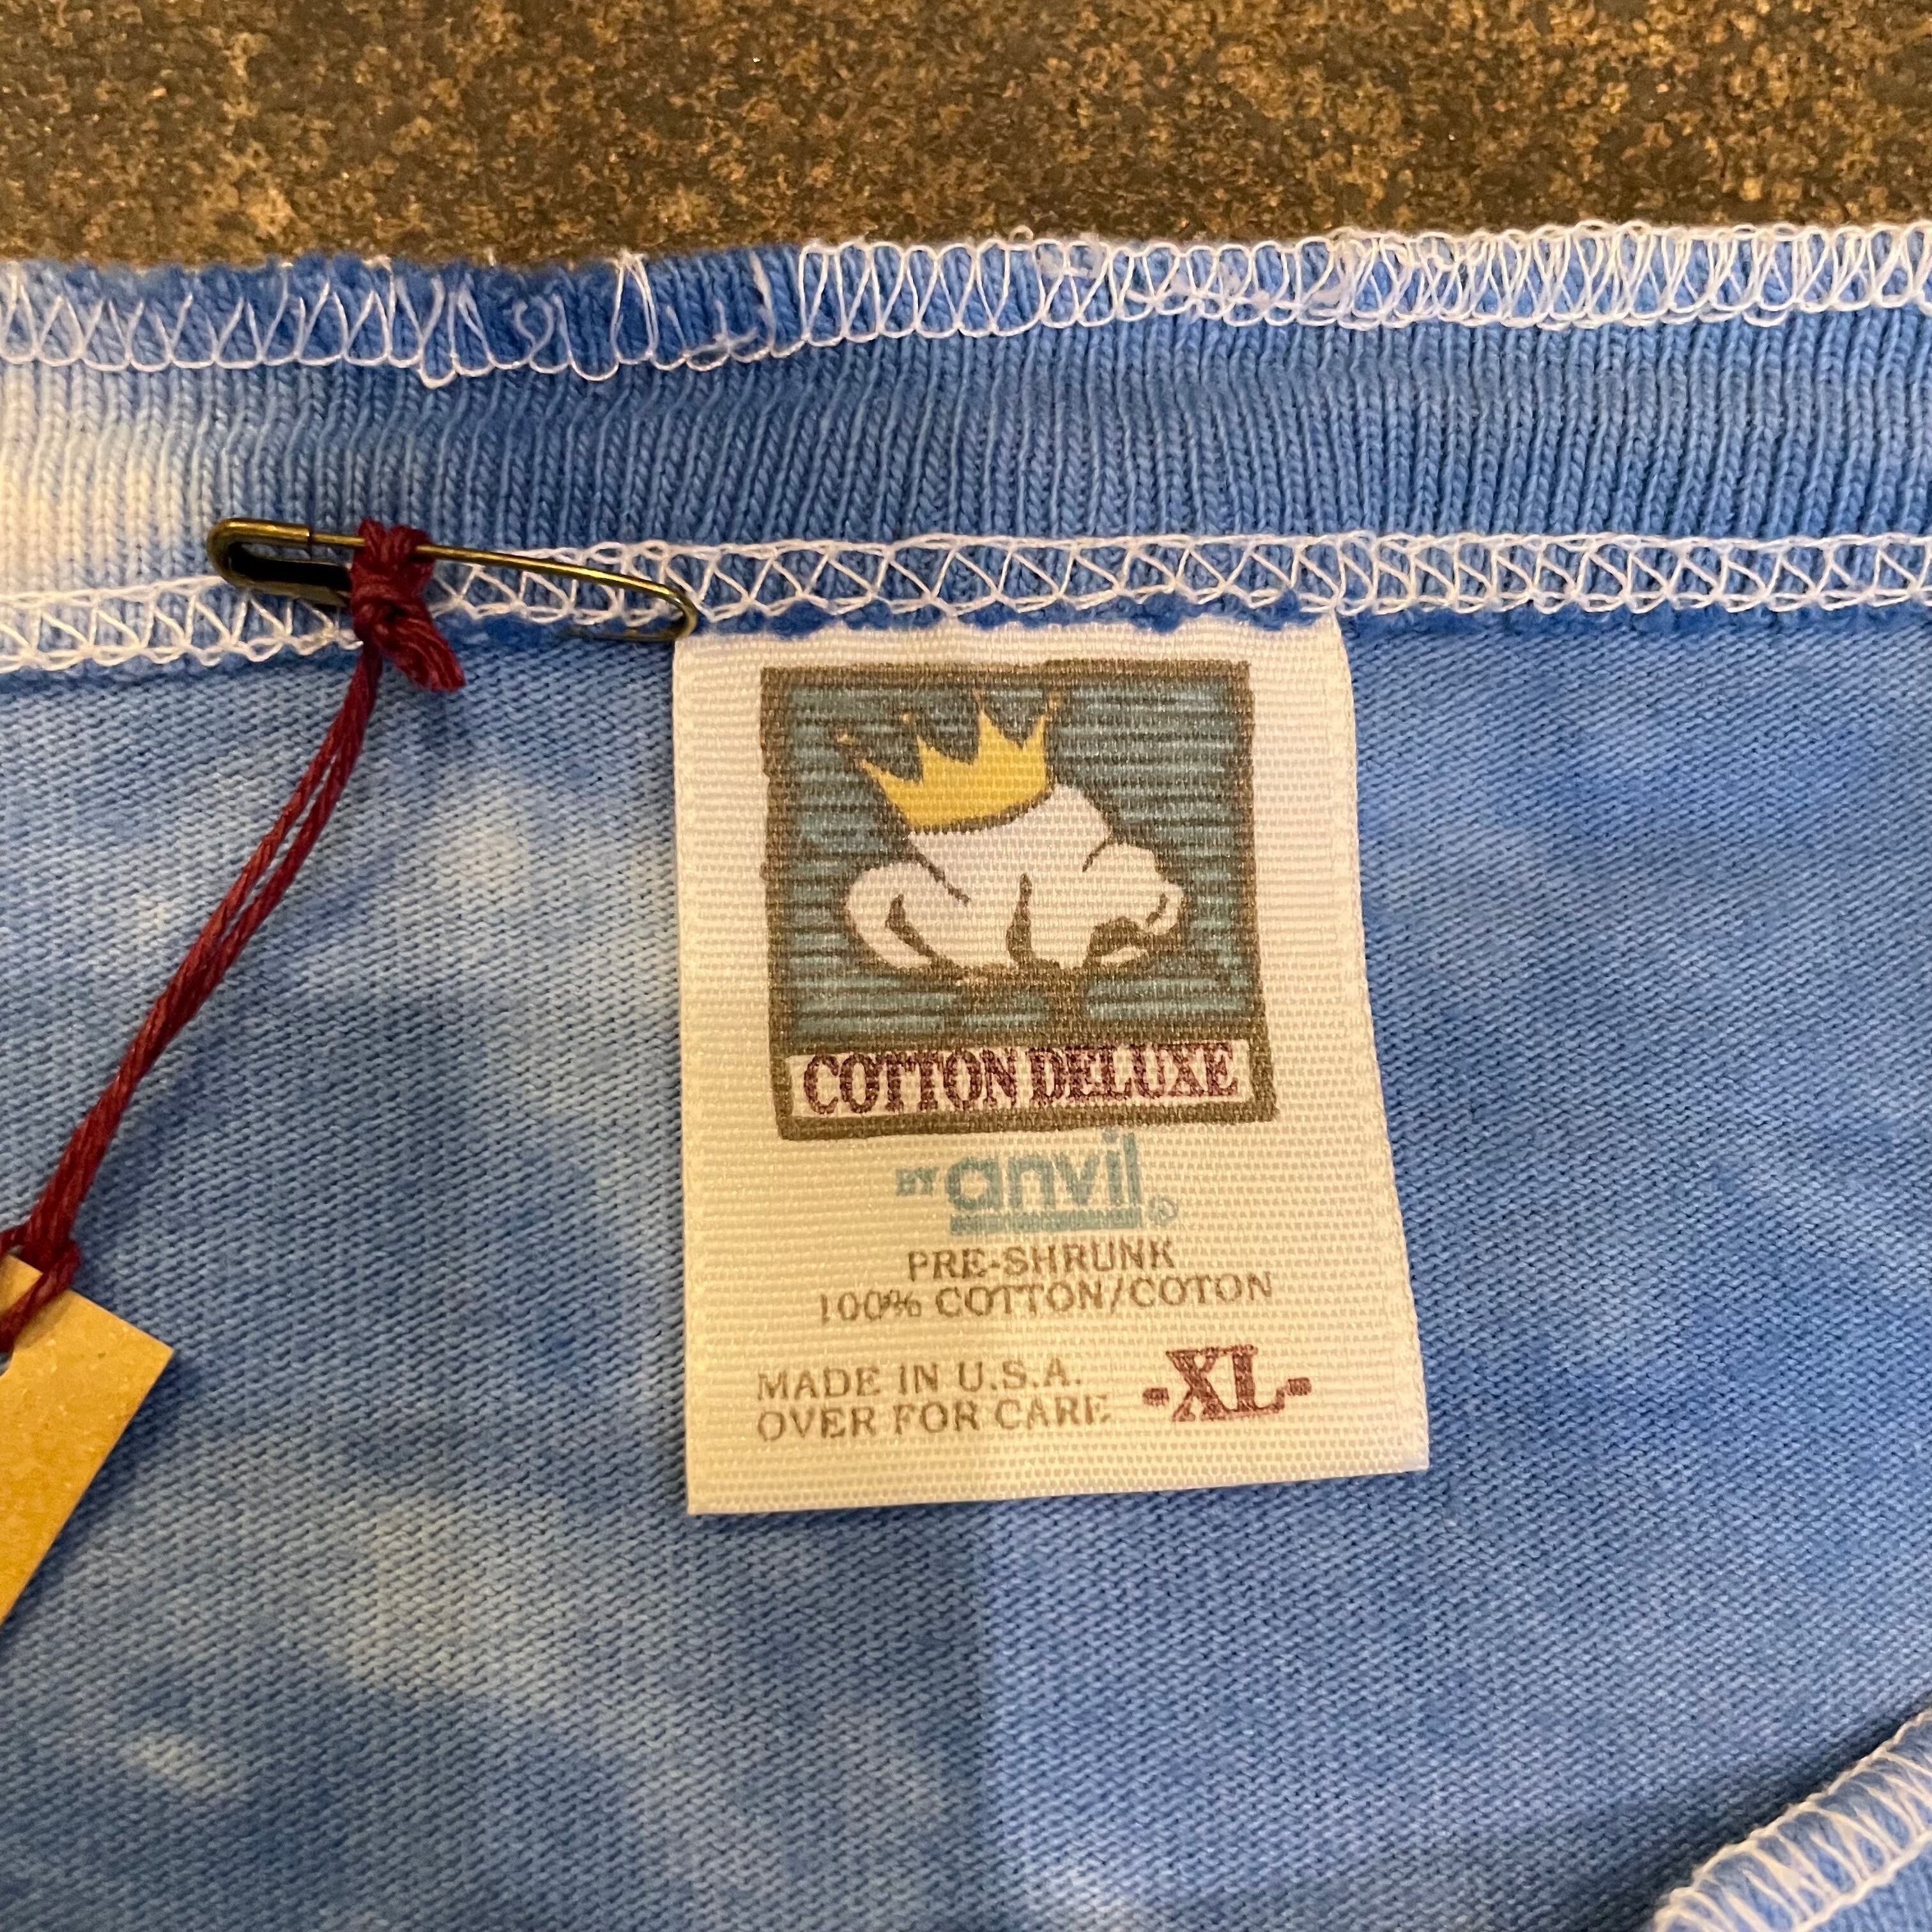 COTTON DELUXE
BY anvil®
PRE-SHRUNK
100% COTTON/COTON
MADE IN U.S.A.
OVER FOR CARE
-XL-